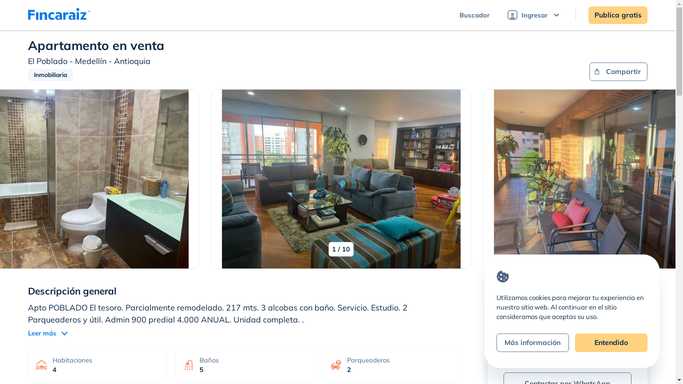 Fincaraiz
Buscador
Ingresar
Publica gratis
Apartamento en venta
El Poblado - Medellín - Antioquia
Inmobiliaria
Compartir
1 / 10
Descripción general
Apto POBLADO El tesoro. Parcialmente remodelado. 217 mts. 3 alcobas con baño. Servicio. Estudio. 2
Parqueaderos y útil. Admin 900 predial 4.000 ANUAL. Unidad completa. .
Leer más
Habitaciones
4
Baños
5
Parqueaderos
2
Utilizamos cookies para mejorar tu experiencia en
nuestro sitio web. Al continuar en el sitio
consideramos que aceptas su uso.
Más información
Entendido
Contactar por WhatsApp